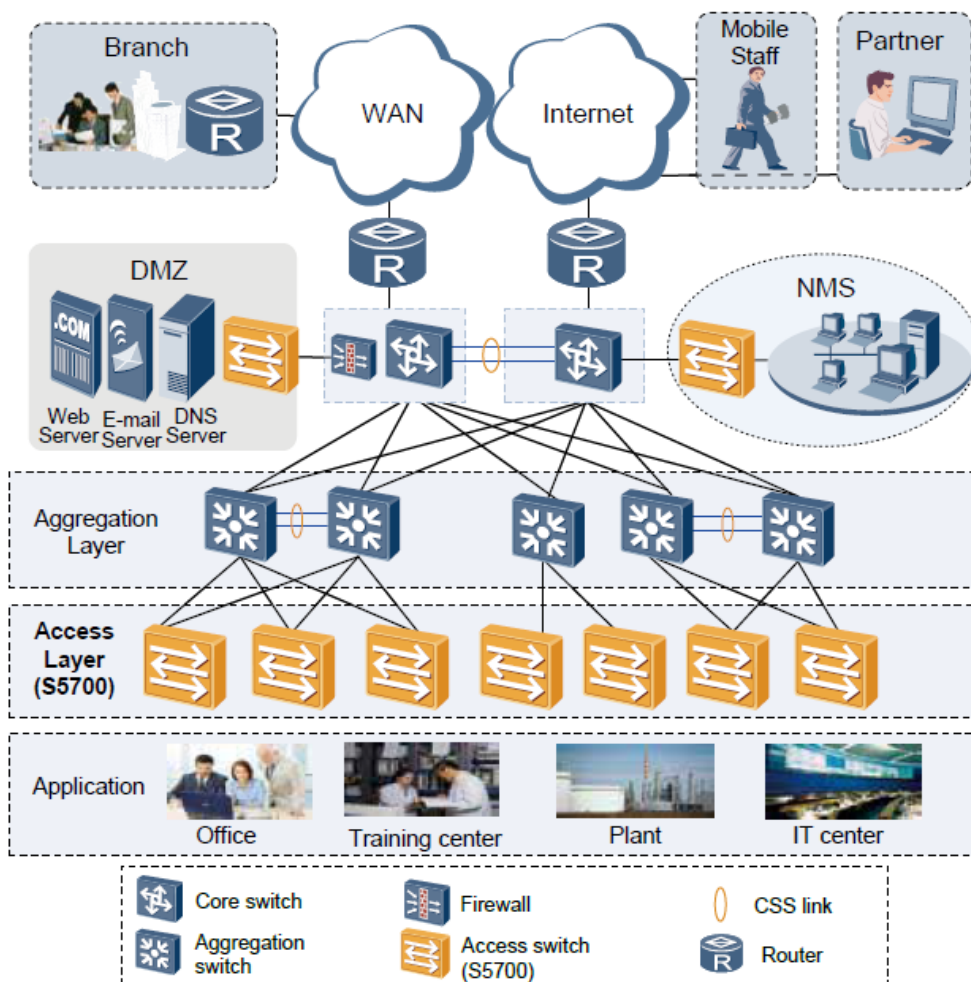 Branch
WAN
Internet
Mobile
Staff
Partner
R
R
R
DMZ
.COM
Web
Server
E-mail
Server
DNS
Server
NMS
Aggregation
Layer
Access
Layer
(S5700)
Application
Office
Training center
Plant
IT center
Core switch
Firewall
CSS link
Aggregation
switch
Access switch
(S5700)
R
Router